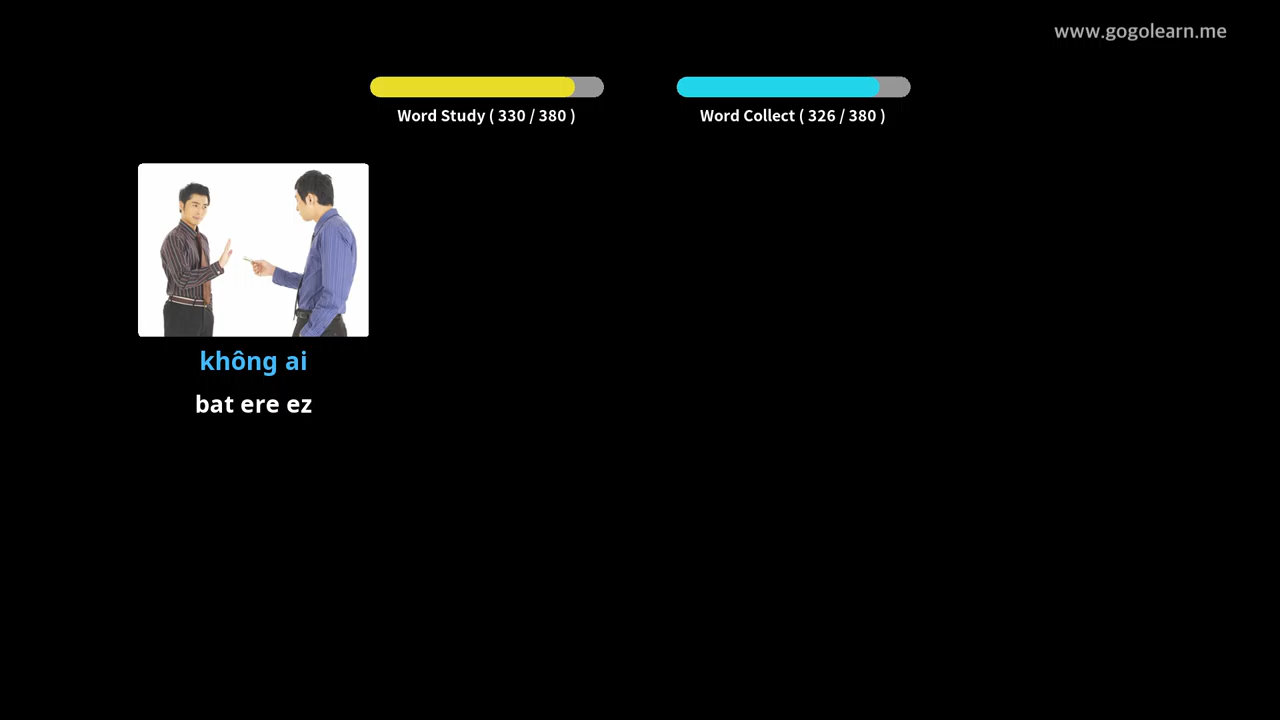 www.gogolearn.me
Word Study ( 330 / 380 )
Word Collect ( 326 / 380 )
không ai
bat ere ez